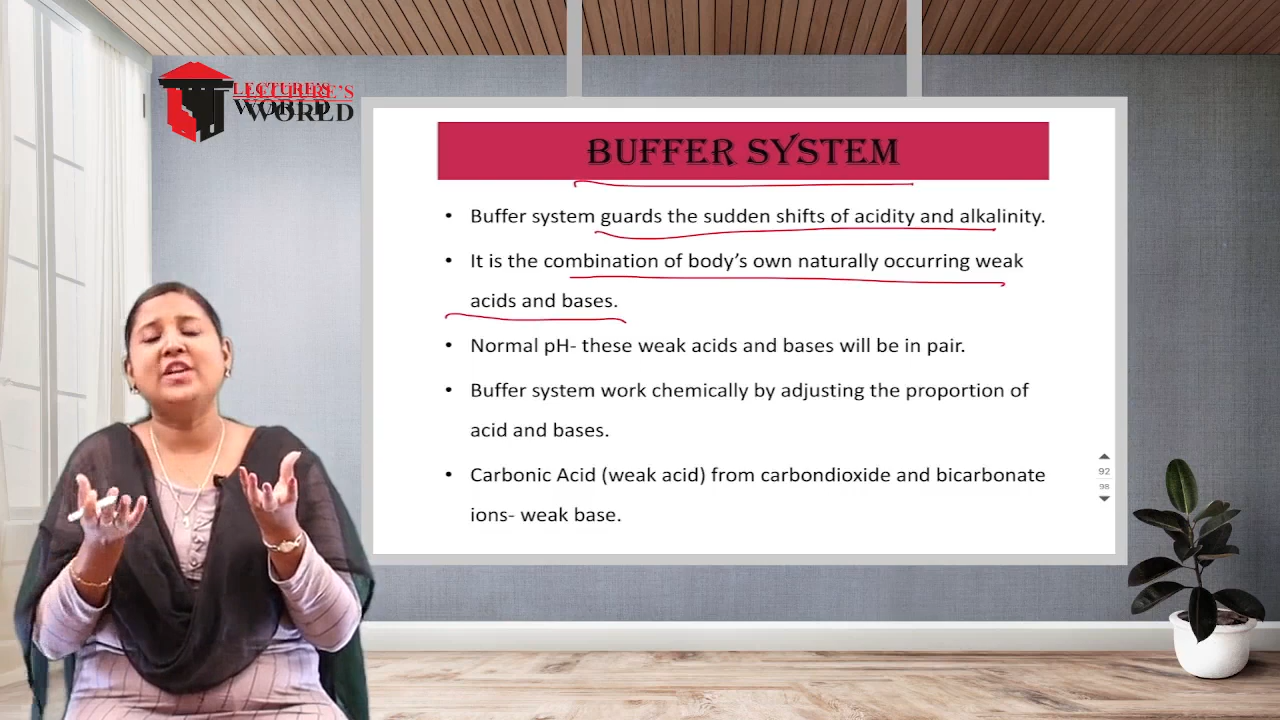 LECTURE'S
WORLD
BUFFER SYSTEM
• Buffer system guards the sudden shifts of acidity and alkalinity.
• It is the combination of body's own naturally occurring weak
acids and bases.
• Normal pH- these weak acids and bases will be in pair.
• Buffer system work chemically by adjusting the proportion of
acid and bases.
• Carbonic Acid (weak acid) from carbondioxide and bicarbonate
ions- weak base.
92
98